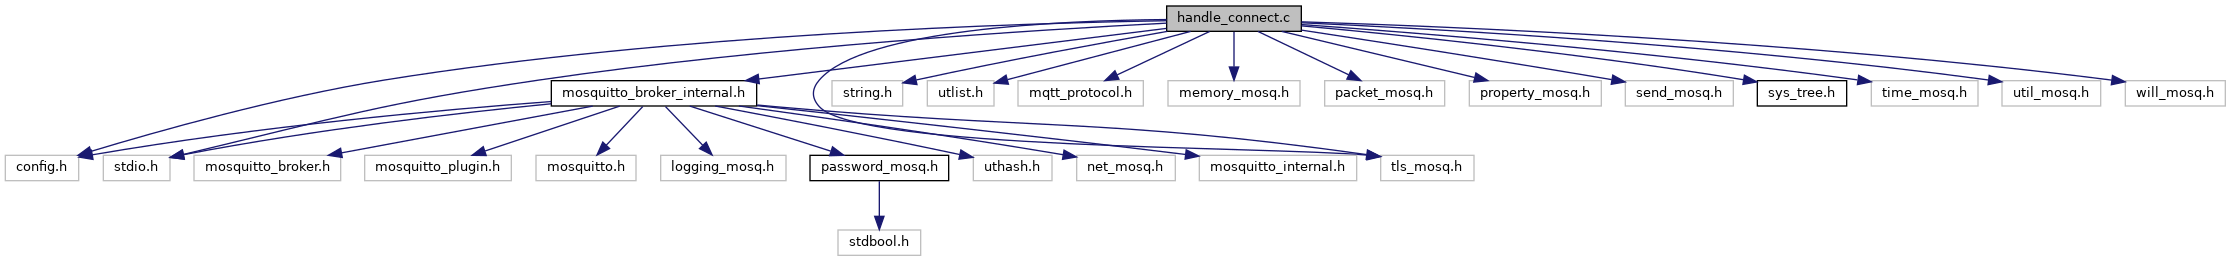 handle_connect.c
mosquitto_broker_internal.h
string.h
utlist.h
mqtt_protocol.h
memory_mosq.h
packet_mosq.h
property_mosq.h
send_mosq.h
sys_tree.h
time_mosq.h
util_mosq.h
will_mosq.h
config.h
stdio.h
mosquitto_broker.h
mosquitto_plugin.h
mosquitto.h
logging_mosq.h
password_mosq.h
uthash.h
net_mosq.h
mosquitto_internal.h
tls_mosq.h
stdbool.h